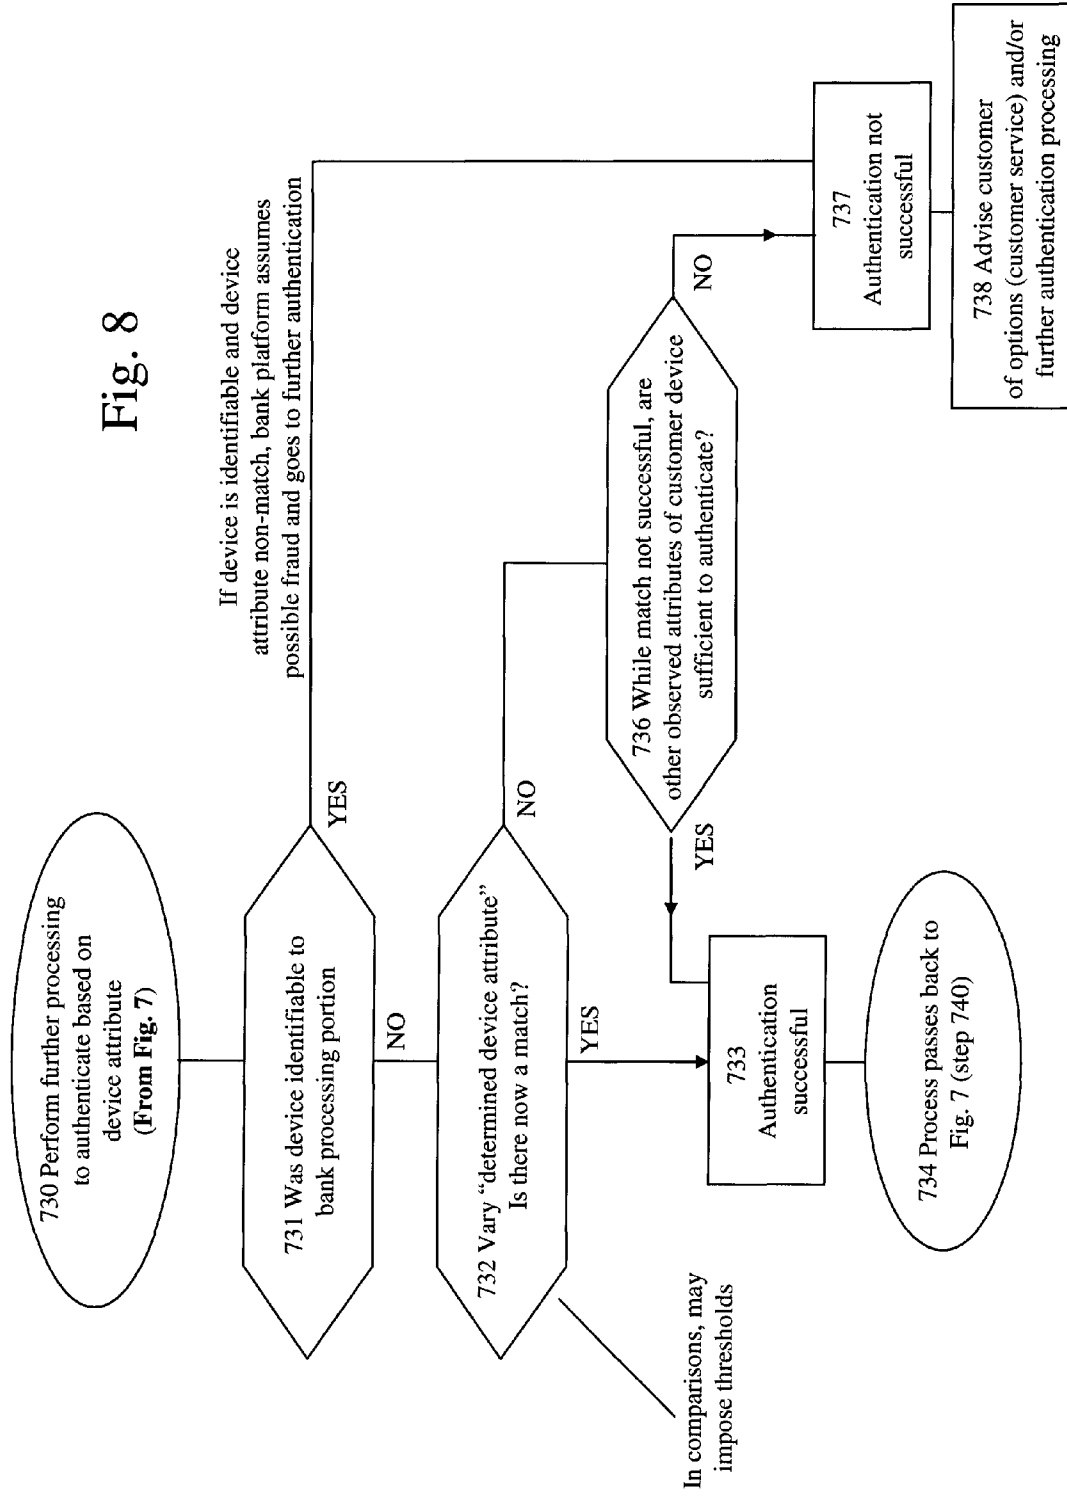 Fig. 8
730 Perform further processing
to authenticate based on
device attribute
(From Fig. 7)
731 Was device identifiable to
bank processing portion
YES
If device is identifiable and device
attribute non-match, bank platform assumes
possible fraud and goes to further authentication
NO
732 Vary “determined device attribute”
Is there now a match?
NO
YES
In comparisons, may
impose thresholds
736 While match not successful, are
other observed attributes of customer device
sufficient to authenticate?
YES
NO
733
Authentication
successful
734 Process passes back to
Fig. 7 (step 740)
737
Authentication not
successful
738 Advise customer
of options (customer service) and/or
further authentication processing